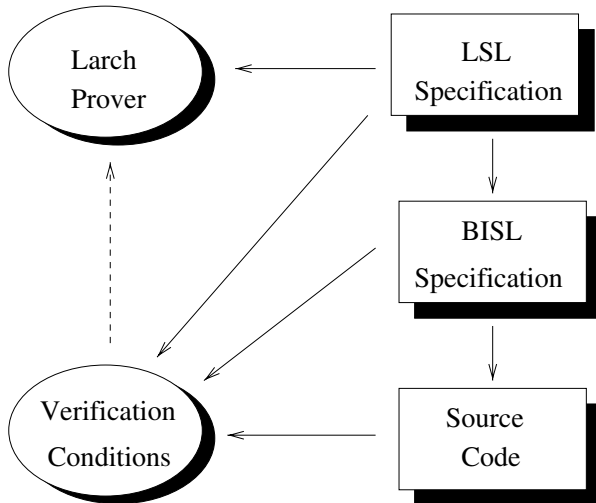 Larch
Prover
LSL
Specification
BISL
Specification
Verification
Conditions
Source
Code